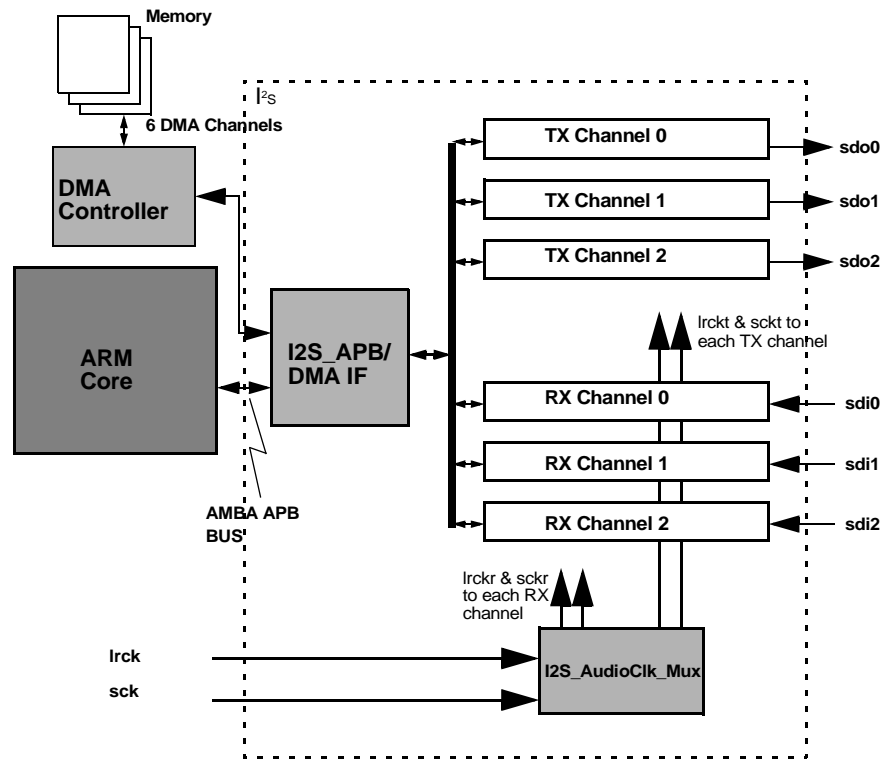 Memory
I²S
6 DMA Channels
TX Channel 0
sdo0
DMA
Controller
TX Channel 1
sdo1
TX Channel 2
sdo2
ARM
Core
I2S_APB/
DMA IF
lrckt & sckt to
each TX channel
RX Channel 0
sdi0
RX Channel 1
sdi1
AMBA APB
BUS
RX Channel 2
sdi2
lrckr & sckr
to each RX
channel
lrck
sck
I2S_AudioClk_Mux